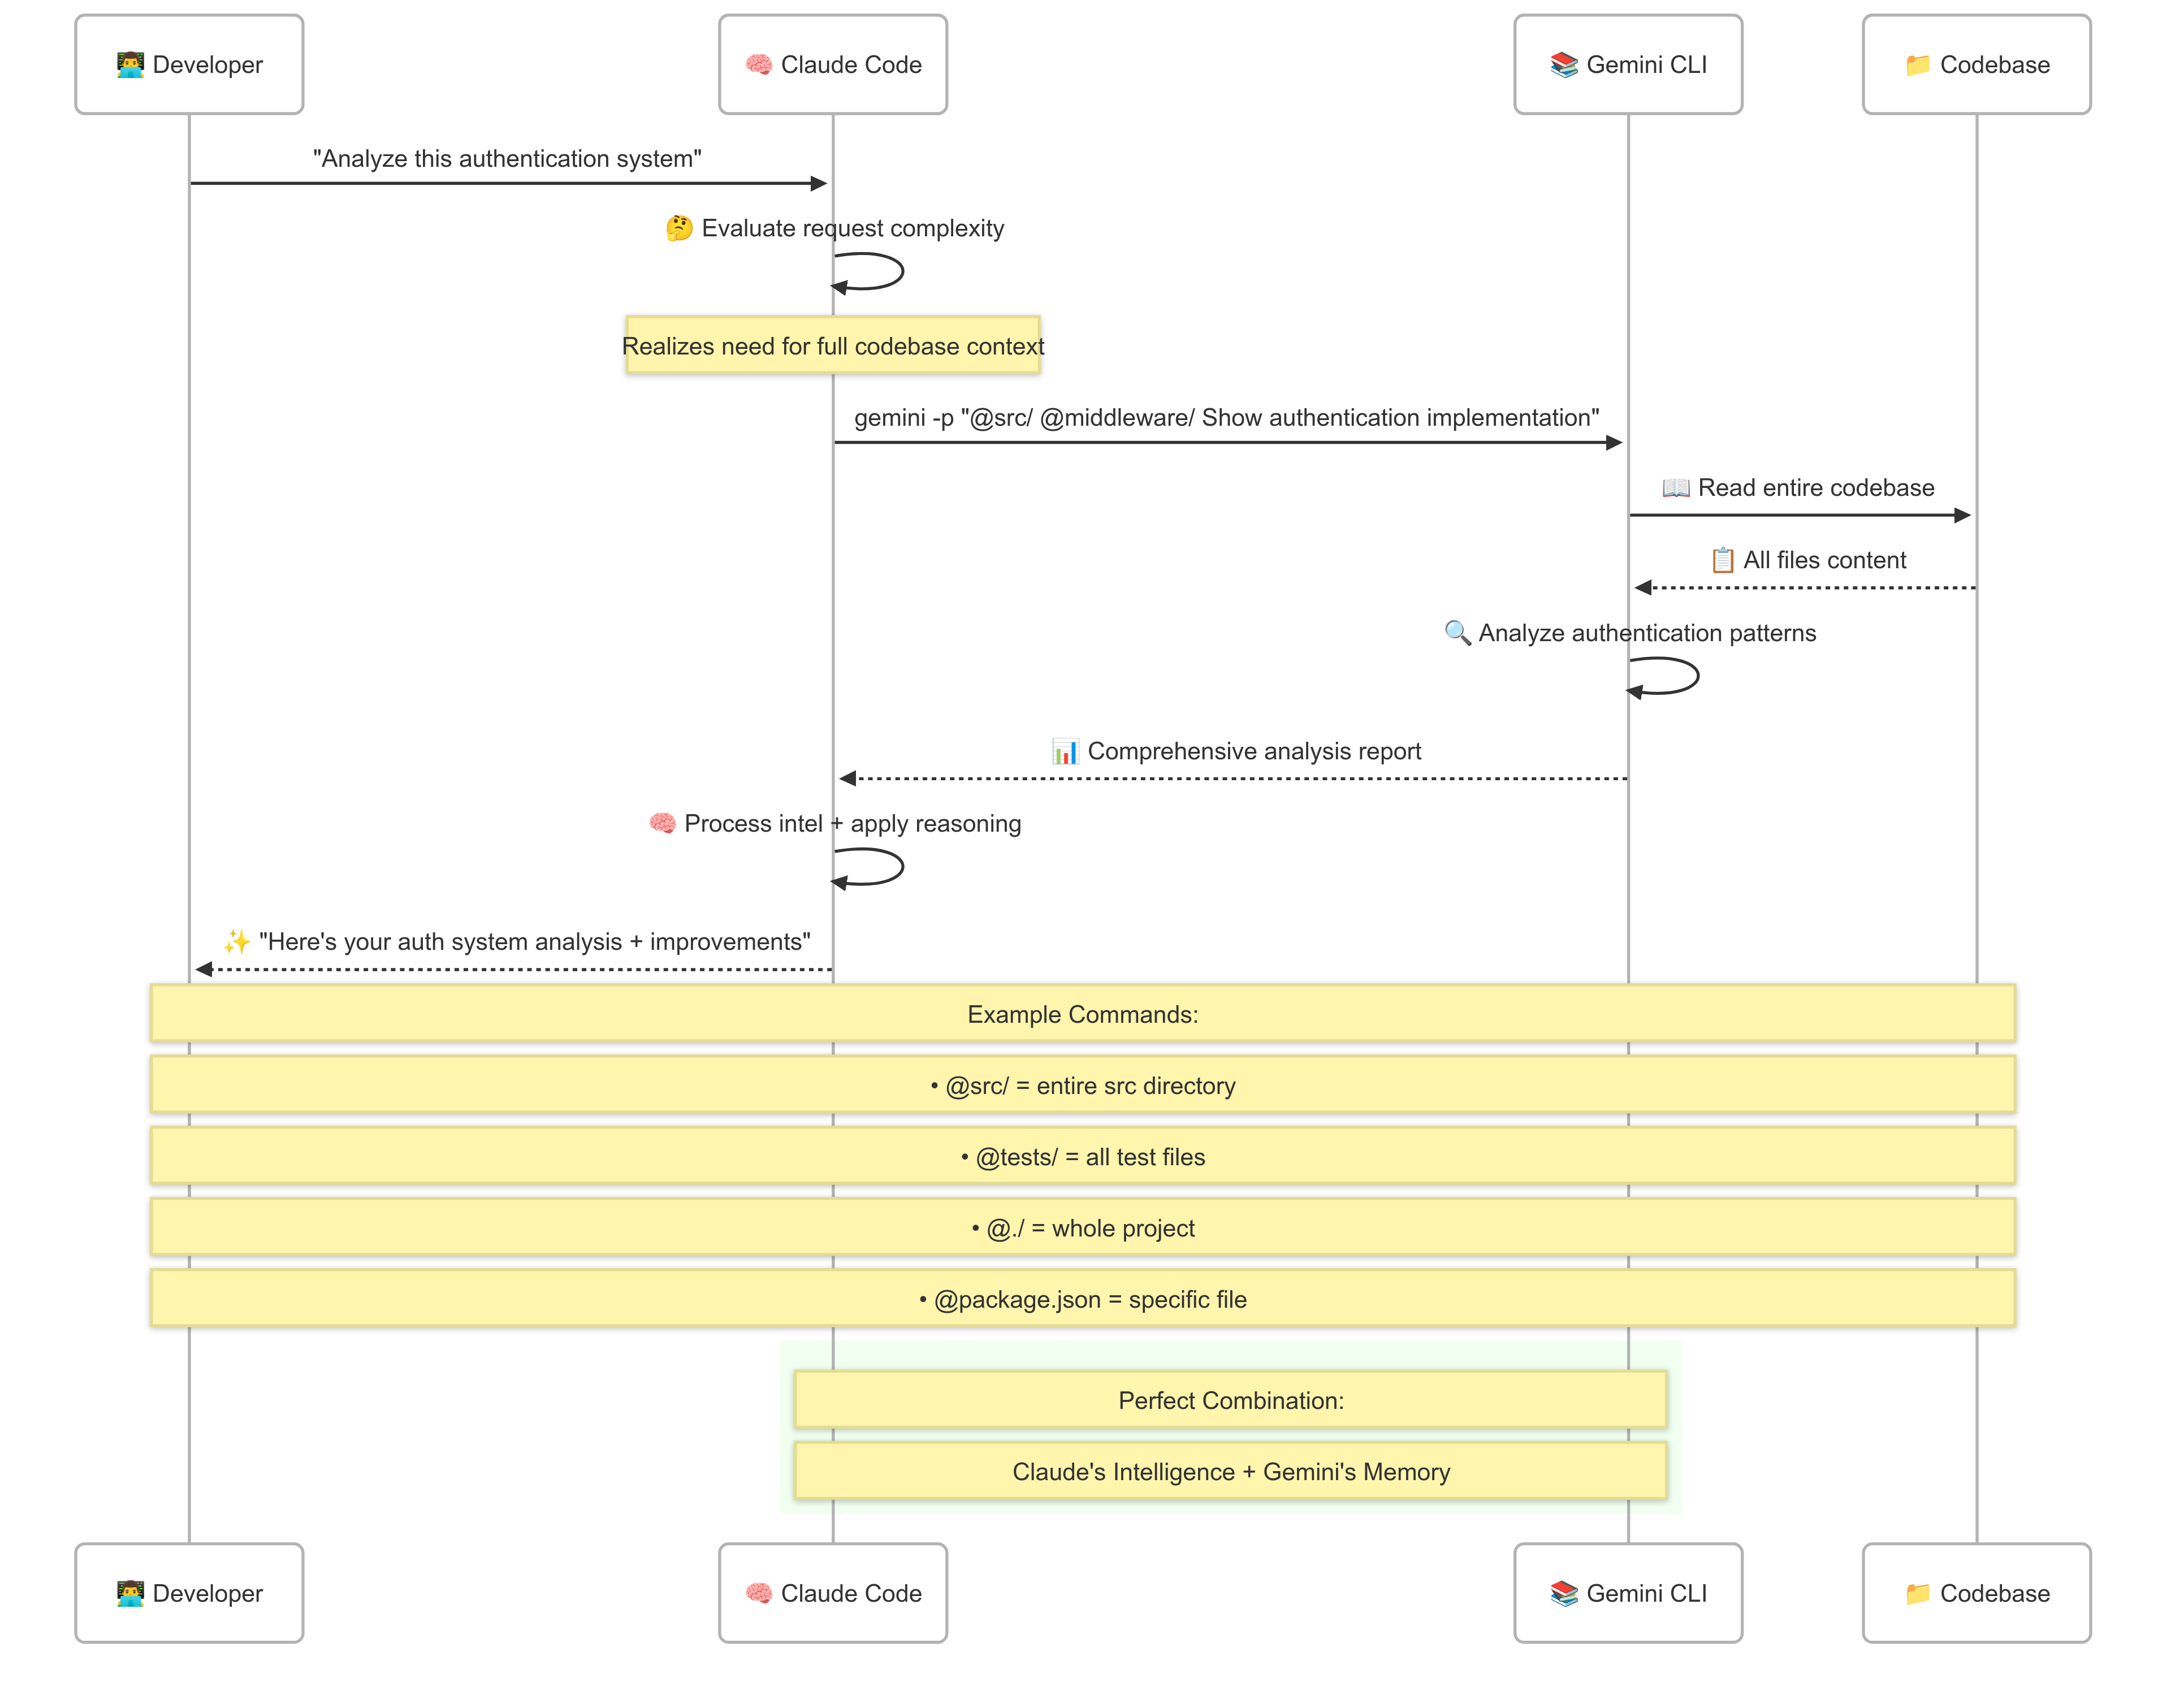 👨‍💻 Developer
🧠 Claude Code
📚 Gemini CLI
📁 Codebase
"Analyze this authentication system"
🤔 Evaluate request complexity
Realizes need for full codebase context
gemini -p "@src/ @middleware/ Show authentication implementation"
📖 Read entire codebase
📋 All files content
🔍 Analyze authentication patterns
📊 Comprehensive analysis report
🧠 Process intel + apply reasoning
✨ "Here's your auth system analysis + improvements"
Example Commands:
• @src/ = entire src directory
• @tests/ = all test files
• @./ = whole project
• @package.json = specific file
Perfect Combination:
Claude's Intelligence + Gemini's Memory
👨‍💻 Developer
🧠 Claude Code
📚 Gemini CLI
📁 Codebase